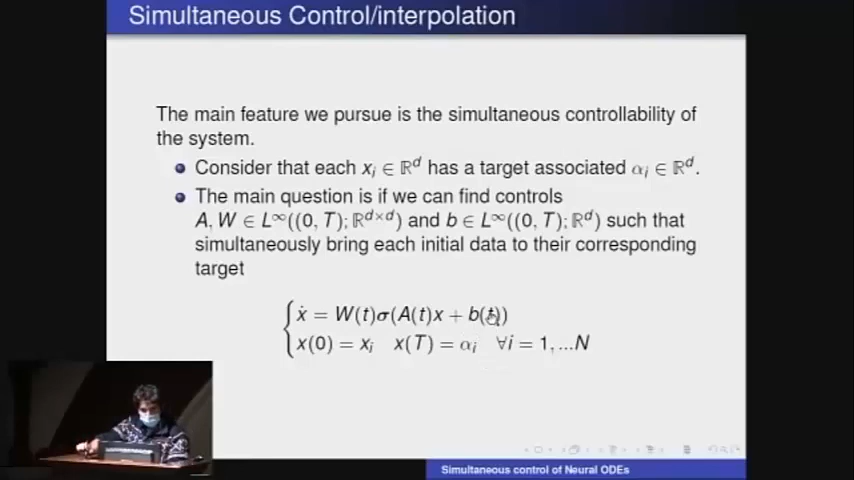 Simultaneous Control/interpolation
The main feature we pursue is the simultaneous controllability of
the system.
Consider that each xᵢ ∈ ℝᵈ has a target associated αᵢ ∈ ℝᵈ.
The main question is if we can find controls
A, W ∈ L^∞((0, T); ℝ^{d×d}) and b ∈ L^∞((0, T); ℝᵈ) such that
simultaneously bring each initial data to their corresponding
target
ẋ = W(t)σ(A(t)x + b(t))
x(0) = xᵢ x(T) = αᵢ ∀i = 1, ...N
Simultaneous control of Neural ODEs